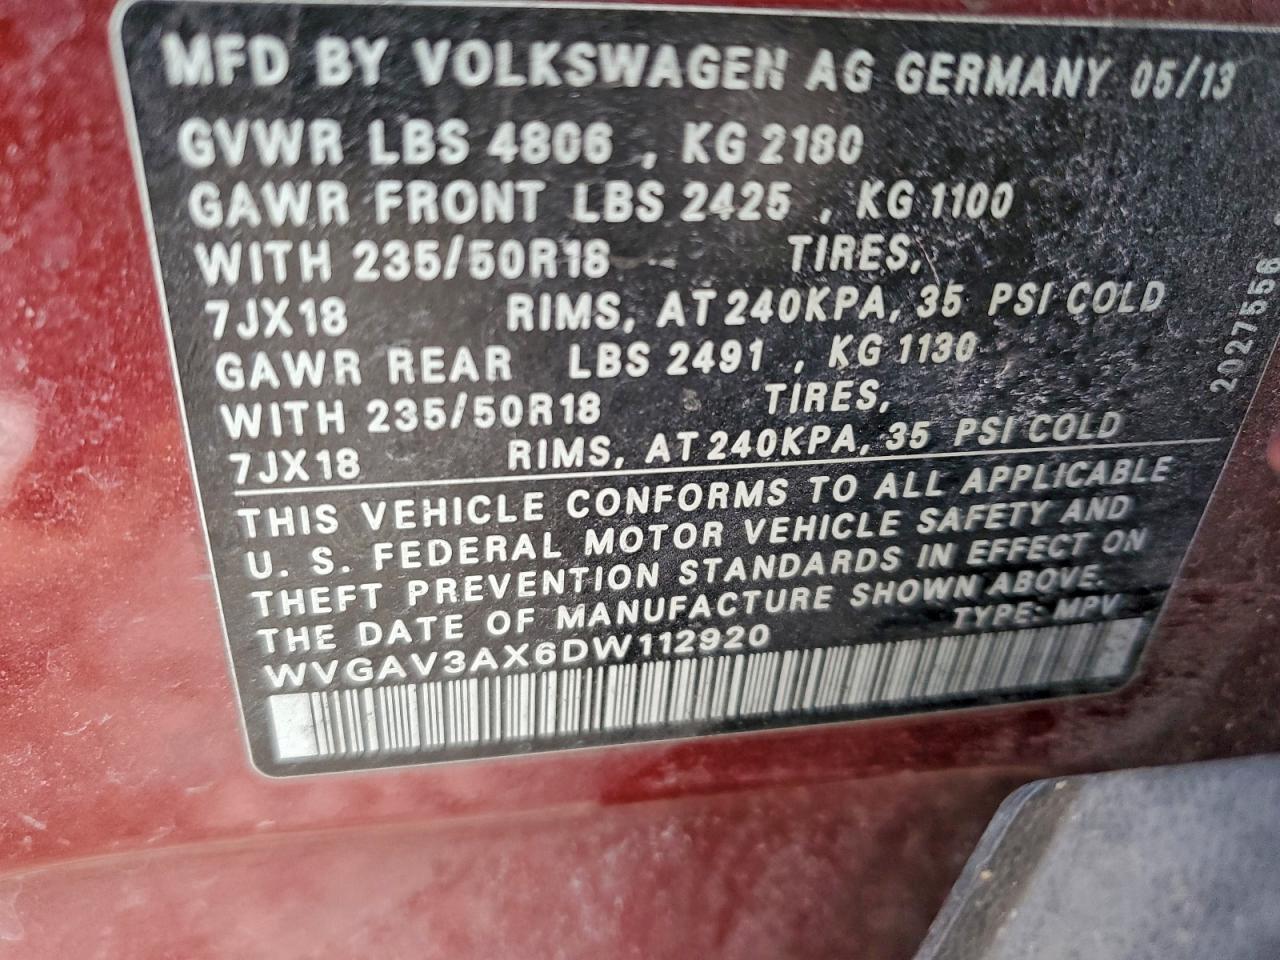 MFD BY VOLKSWAGEN AG GERMANY 05/13
GVWR LBS 4806 , KG 2180
GAWR FRONT LBS 2425 , KG 1100
WITH 235/50R18 TIRES,
7JX18 RIMS, AT 240KPA, 35 PSI COLD
GAWR REAR LBS 2491 , KG 1130
WITH 235/50R18 TIRES,
7JX18 RIMS, AT 240KPA, 35 PSI COLD
THIS VEHICLE CONFORMS TO ALL APPLICABLE
U. S. FEDERAL MOTOR VEHICLE SAFETY AND
THEFT PREVENTION STANDARDS IN EFFECT ON
THE DATE OF MANUFACTURE SHOWN ABOVE.
WVGAV3AX6DW112920 TYPE: MPV
2027556